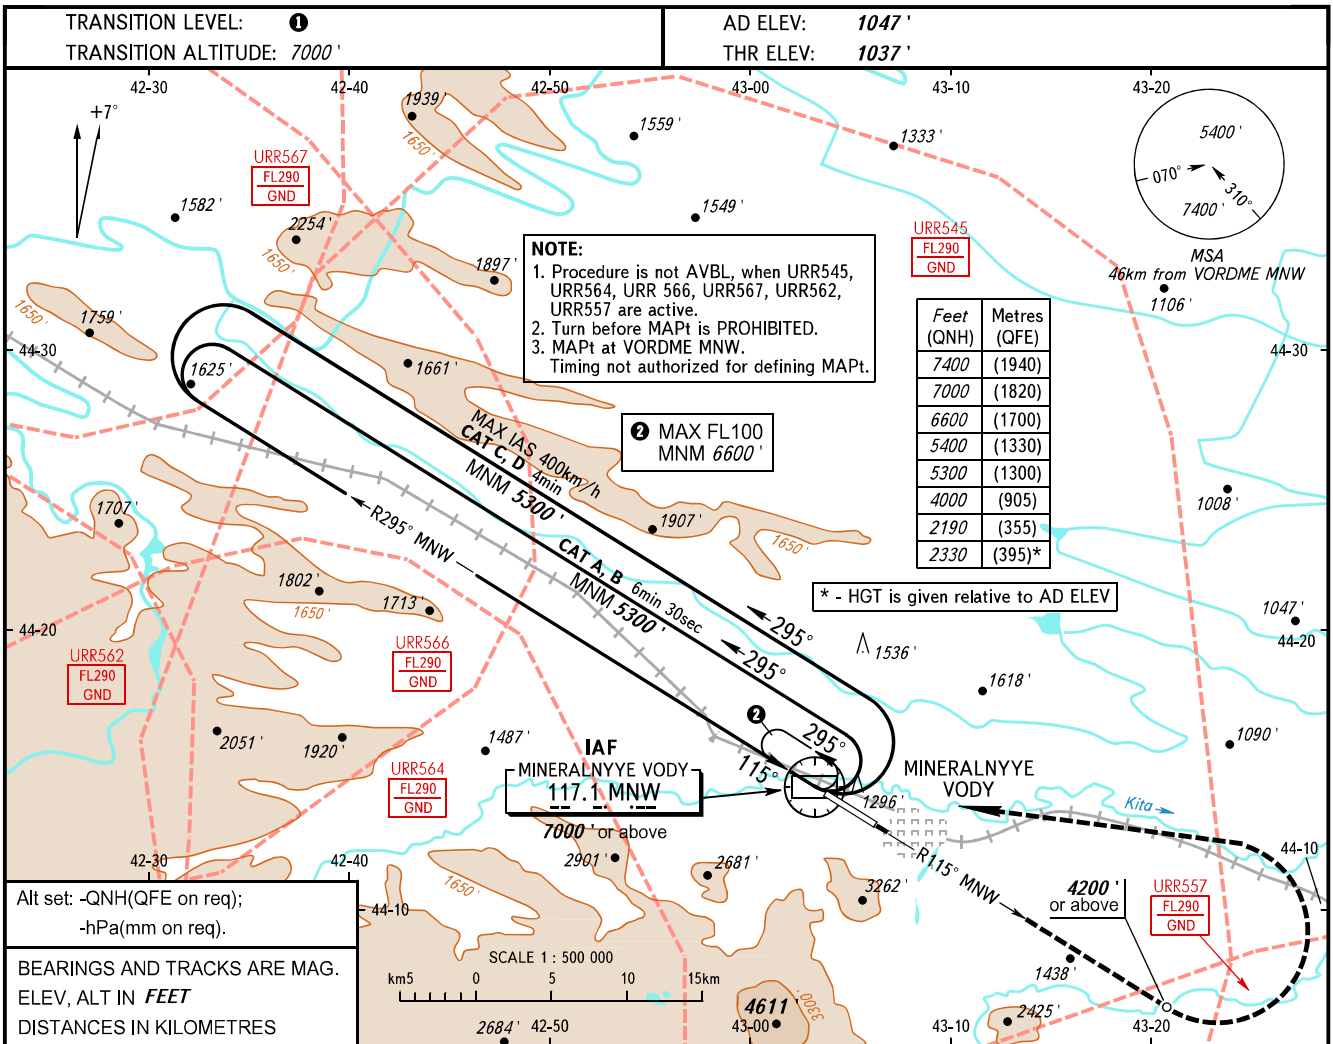 TRANSITION LEVEL: ❶
TRANSITION ALTITUDE: 7000 '
AD ELEV: 1047 '
THR ELEV: 1037 '
42-30
42-40
42-50
43-00
43-10
43-20
+7°
1939 '
1650 '
1559 '
1333 '
5400 '
070°
310°
7400 '
MSA
46km from VORDME MNW
1106 '
URR567
FL290
GND
1582 '
2254 '
1650 '
1897 '
1549 '
URR545
FL290
GND
NOTE:
1. Procedure is not AVBL, when URR545,
URR564, URR 566, URR567, URR562,
URR557 are active.
2. Turn before MAPt is PROHIBITED.
3. MAPt at VORDME MNW.
Timing not authorized for defining MAPt.
Feet Metres
(QNH) (QFE)
7400 (1940)
7000 (1820)
6600 (1700)
5400 (1330)
5300 (1300)
4000 (905)
2190 (355)
2330 (395)*
1650 '
1759 '
44-30
44-30
1625 '
1661 '
❷ MAX FL100
MNM 6600 '
MAX IAS 400km/h
CAT C, D 4min
MNM 5300 '
1707 '
R295° MNW
1907 '
1650 '
1008 '
CAT A, B 6min 30sec
MNM 5300 '
1802 '
1650 '
1713 '
* - HGT is given relative to AD ELEV
1047 '
44-20
44-20
295°
295°
1536 '
1618 '
URR562
FL290
GND
URR566
FL290
GND
2051 '
1920 '
1487 '
❷
295°
115°
1090 '
IAF
MINERALNYYE VODY
117.1 MNW
7000 ' or above
URR564
FL290
GND
1296 '
MINERALNYYE
VODY
Kita
R115° MNW
44-10
42-30
42-40
2901 '
2681 '
3262 '
1650 '
4200 '
or above
URR557
FL290
GND
Alt set: -QNH(QFE on req);
-hPa(mm on req).
44-10
BEARINGS AND TRACKS ARE MAG.
ELEV, ALT IN FEET
DISTANCES IN KILOMETRES
SCALE 1 : 500 000
km5 0 5 10 15km
1438 '
4611 '
3300 '
2425 '
2684 '
42-50
43-00
43-10
43-20